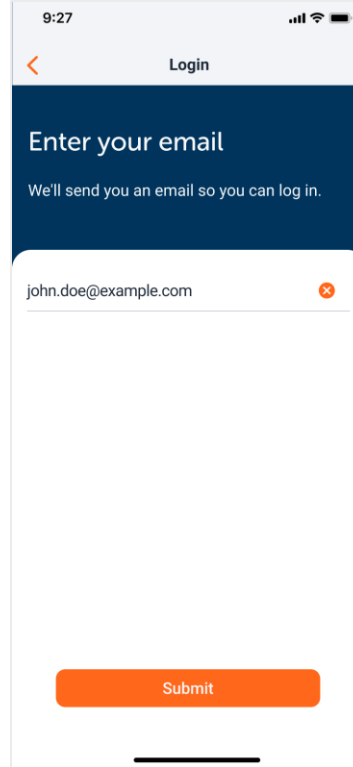 9:27
Login
Enter your email
We'll send you an email so you can log in.
john.doe@example.com
Submit